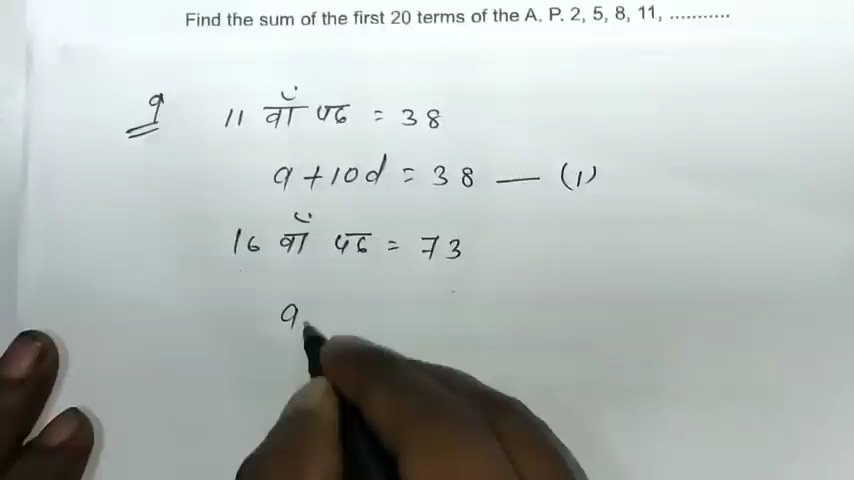 Find the sum of the first 20 terms of the A. P. 2, 5, 8, 11, ...........
9
11 वाँ पद = 38
a + 10d = 38 — (1)
16 वाँ पद = 73
a